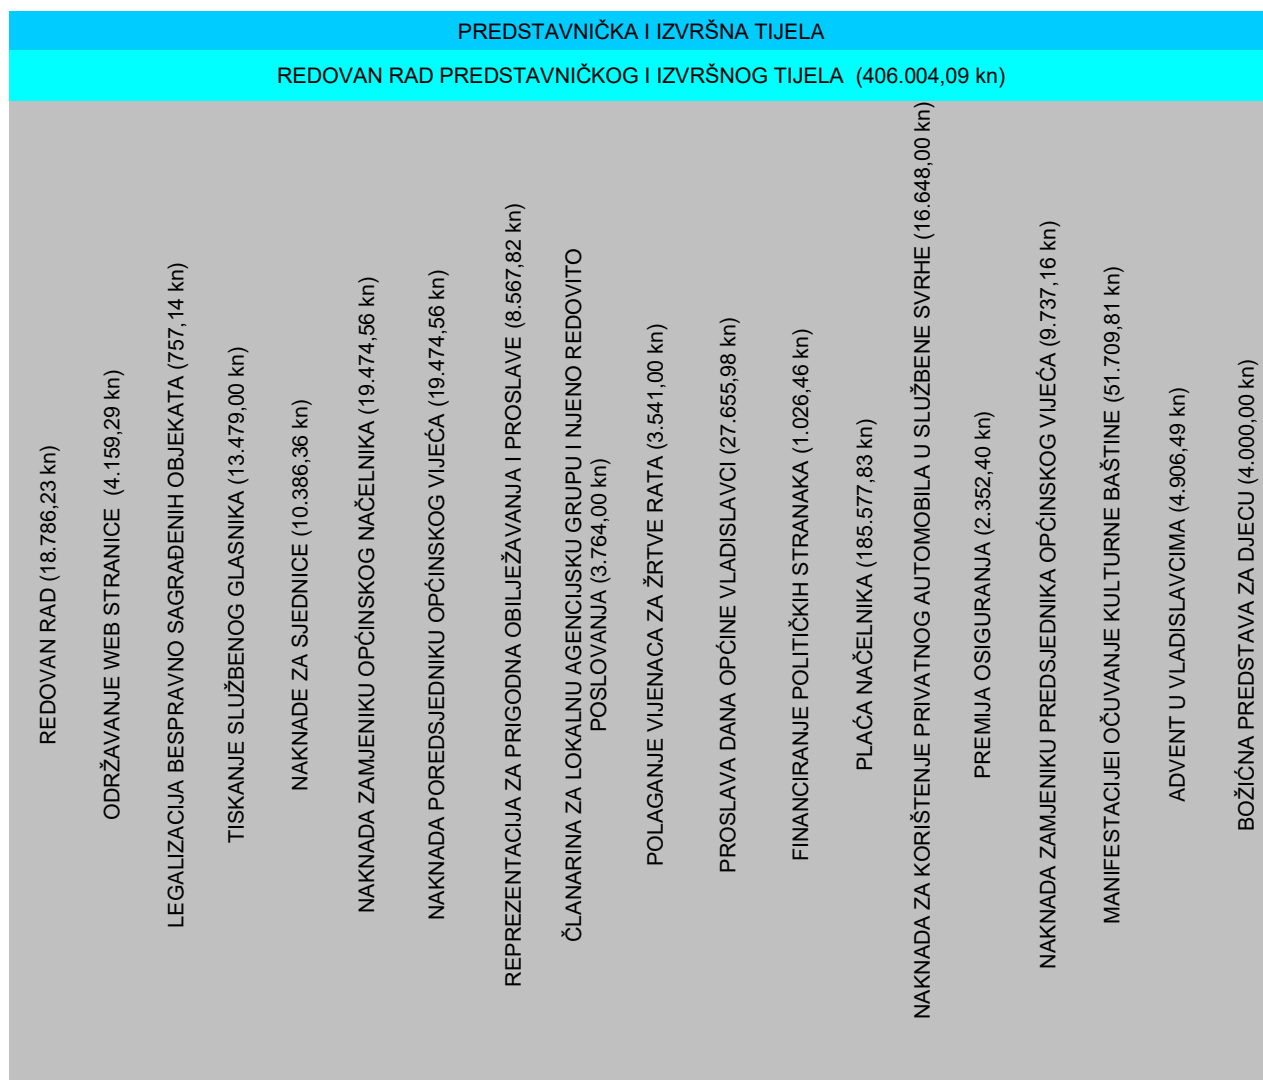 PREDSTAVNIČKA I IZVRŠNA TIJELA
REDOVAN RAD PREDSTAVNIČKOG I IZVRŠNOG TIJELA (406.004,09 kn)
REDOVAN RAD (18.786,23 kn)
ODRŽAVANJE WEB STRANICE (4.159,29 kn)
LEGALIZACIJA BESPRAVNO SAGRAĐENIH OBJEKATA (757,14 kn)
TISKANJE SLUŽBENOG GLASNIKA (13.479,00 kn)
NAKNADE ZA SJEDNICE (10.386,36 kn)
NAKNADA ZAMJENIKU OPĆINSKOG NAČELNIKA (19.474,56 kn)
NAKNADA POREDSJEDNIKU OPĆINSKOG VIJEĆA (19.474,56 kn)
REPREZENTACIJA ZA PRIGODNA OBILJEŽAVANJA I PROSLAVE (8.567,82 kn)
ČLANARINA ZA LOKALNU AGENCIJSKU GRUPU I NJENO REDOVITO
POSLOVANJA (3.764,00 kn)
POLAGANJE VIJENACA ZA ŽRTVE RATA (3.541,00 kn)
PROSLAVA DANA OPĆINE VLADISLAVCI (27.655,98 kn)
FINANCIRANJE POLITIČKIH STRANAKA (1.026,46 kn)
PLAĆA NAČELNIKA (185.577,83 kn)
NAKNADA ZA KORIŠTENJE PRIVATNOG AUTOMOBILA U SLUŽBENE SVRHE (16.648,00 kn)
PREMIJA OSIGURANJA (2.352,40 kn)
NAKNADA ZAMJENIKU PREDSJEDNIKA OPĆINSKOG VIJEĆA (9.737,16 kn)
MANIFESTACIJEI OČUVANJE KULTURNE BAŠTINE (51.709,81 kn)
ADVENT U VLADISLAVCIMA (4.906,49 kn)
BOŽIĆNA PREDSTAVA ZA DJECU (4.000,00 kn)